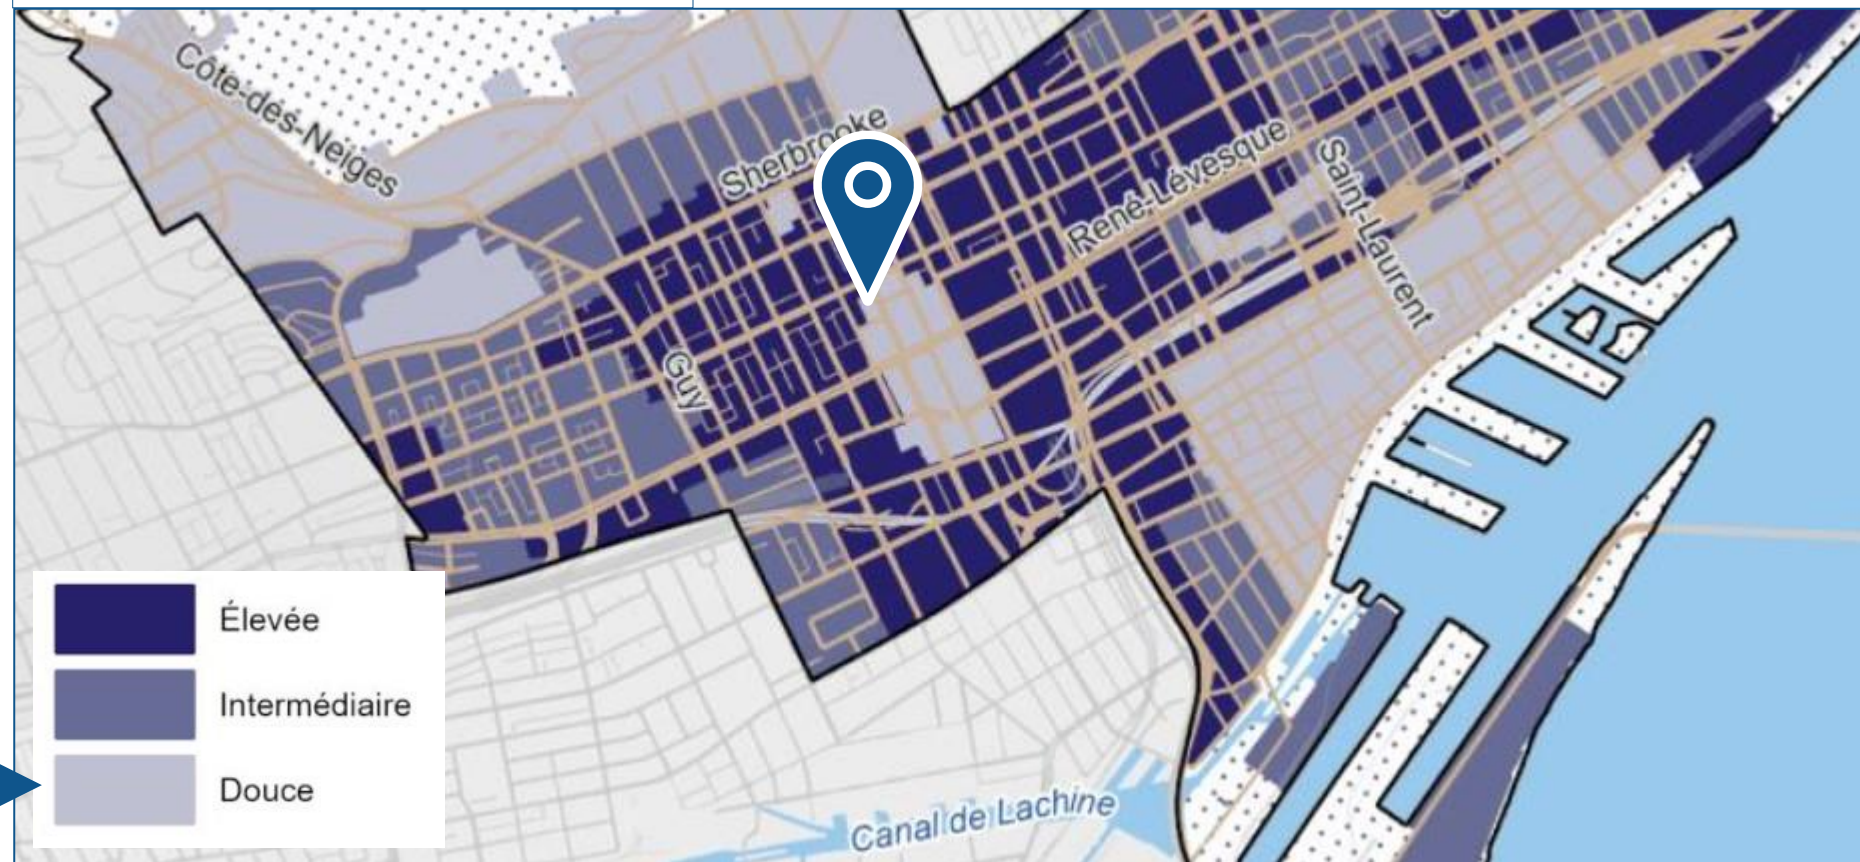 Côte-des-Neiges
Sherbrooke
René-Lévesque
Saint-Laurent
Guy
Élevée
Intermédiaire
Douce
Canal de Lachine